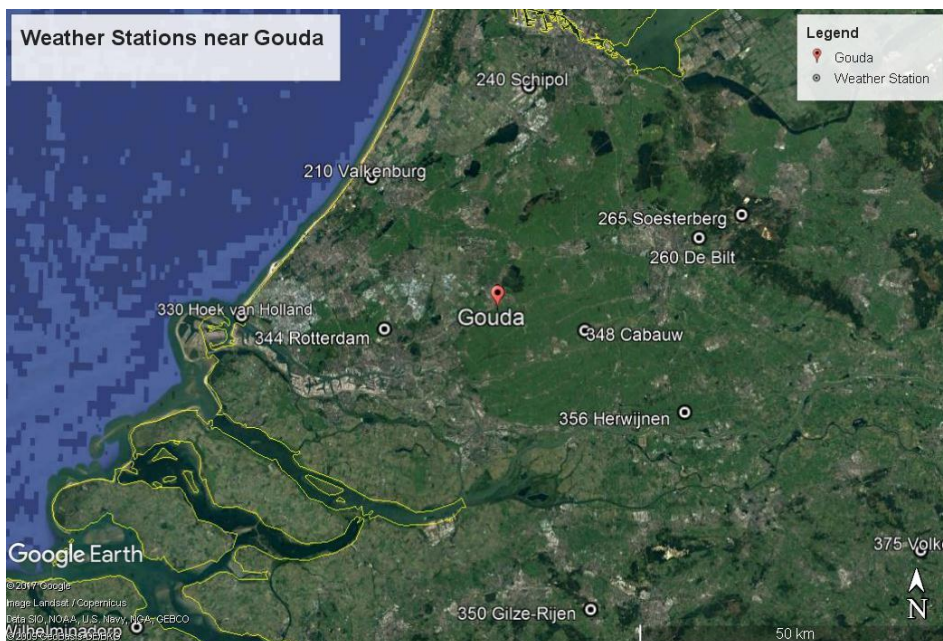 Weather Stations near Gouda
Legend
Gouda
Weather Station
240 Schipol
210 Valkenburg
265 Soesterberg
260 De Bilt
330 Hoek van Holland
Gouda
344 Rotterdam
348 Cabauw
356 Herwijnen
Google Earth
375 Volke
©2017 Google
Image Landsat / Copernicus
Data SIO, NOAA, U.S. Navy, NGA, GEBCO
Wilhelminadorp
350 Gilze-Rijen
N
50 km